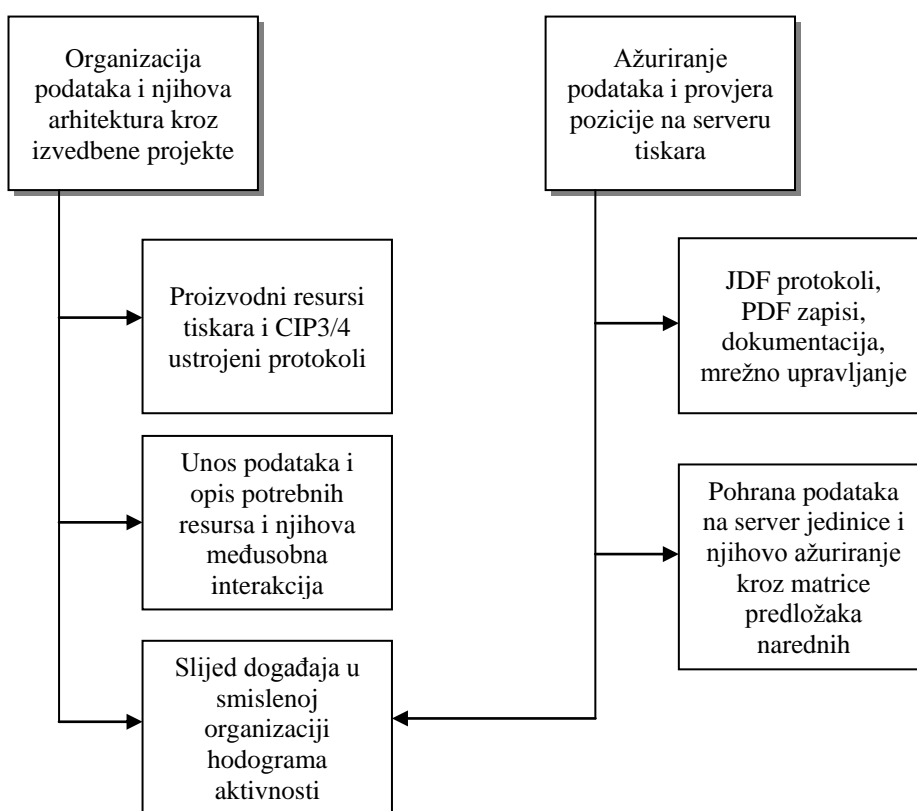 Organizacija
podataka i njihova
arhitektura kroz
izvedbene projekte
Ažuriranje
podataka i provjera
pozicije na serveru
tiskara
Proizvodni resursi
tiskara i CIP3/4
ustrojeni protokoli
JDF protokoli,
PDF zapisi,
dokumentacija,
mrežno upravljanje
Unos podataka i
opis potrebnih
resursa i njihova
međusobna
interakcija
Pohrana podataka
na server jedinice i
njihovo ažuriranje
kroz matrice
predložaka
narednih
Slijed događaja u
smislenoj
organizaciji
hodograma
aktivnosti